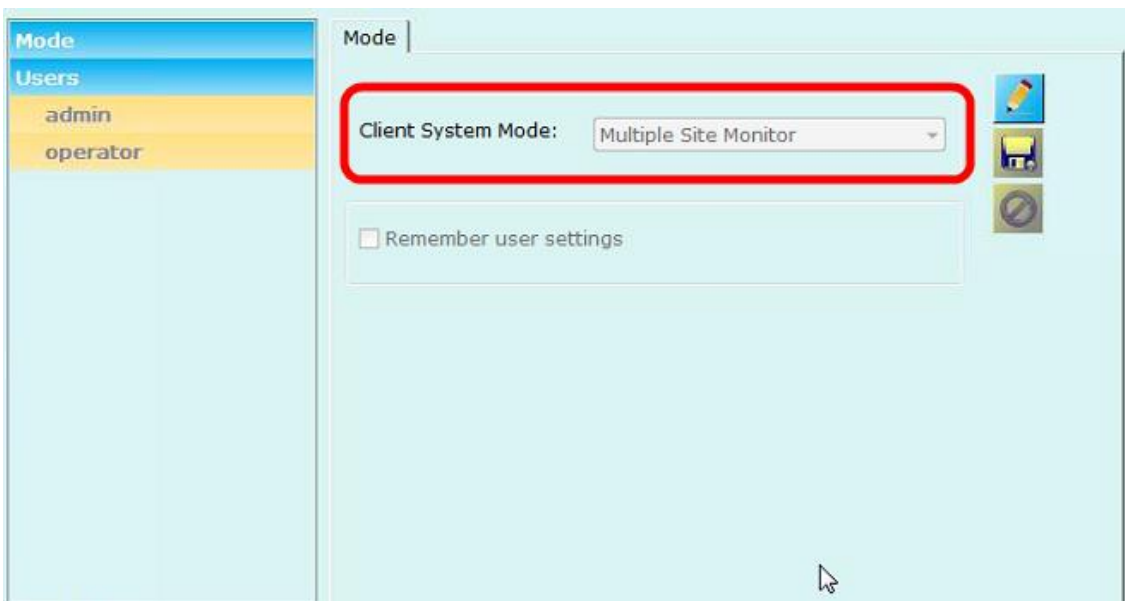 Mode
Users
admin
operator
Mode
Client System Mode: Multiple Site Monitor
Remember user settings